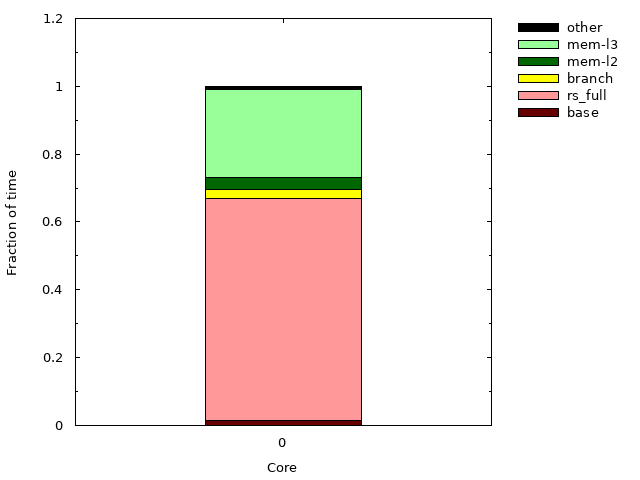 1.2
1
0.8
0.6
0.4
0.2
0
Fraction of time
0
Core
other
mem-l3
mem-l2
branch
rs_full
base